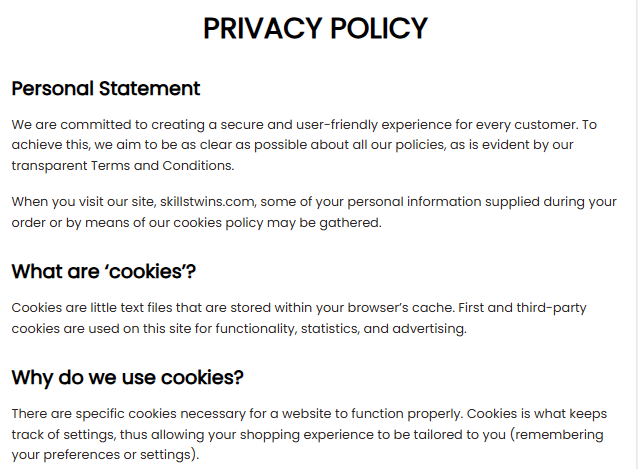 PRIVACY POLICY
Personal Statement
We are committed to creating a secure and user-friendly experience for every customer. To
achieve this, we aim to be as clear as possible about all our policies, as is evident by our
transparent Terms and Conditions.
When you visit our site, skillstwins.com, some of your personal information supplied during your
order or by means of our cookies policy may be gathered.
What are ‘cookies’?
Cookies are little text files that are stored within your browser’s cache. First and third-party
cookies are used on this site for functionality, statistics, and advertising.
Why do we use cookies?
There are specific cookies necessary for a website to function properly. Cookies is what keeps
track of settings, thus allowing your shopping experience to be tailored to you (remembering
your preferences or settings).